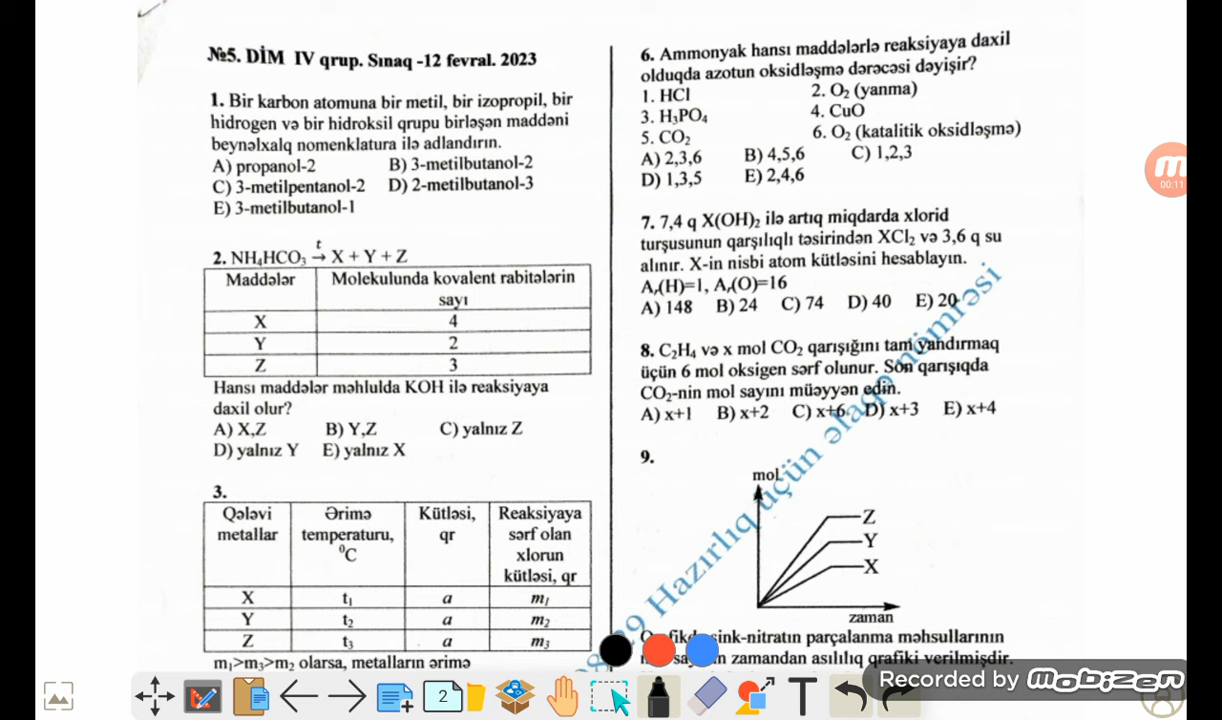 №5. DİM IV qrup. Sınaq -12 fevral. 2023
1. Bir karbon atomuna bir metil, bir izopropil, bir
hidrogen və bir hidroksil qrupu birləşən maddəni
beynəlxalq nomenklatura ilə adlandırın.
A) propanol-2 B) 3-metilbutanol-2
C) 3-metilpentanol-2 D) 2-metilbutanol-3
E) 3-metilbutanol-1
2. NH₄HCO₃ →t X + Y + Z
Maddələr Molekulunda kovalent rabitələrin sayı
X 4
Y 2
Z 3
Hansı maddələr məhlulda KOH ilə reaksiyaya
daxil olur?
A) X,Z B) Y,Z C) yalnız Z
D) yalnız Y E) yalnız X
3.
Qələvi metallar Ərimə temperaturu, ⁰C Kütləsi, qr Reaksiyaya sərf olan xlorun kütləsi, qr
X t₁ a m₁
Y t₂ a m₂
Z t₃ a m₃
m₁>m₃>m₂ olarsa, metalların ərimə
6. Ammonyak hansı maddələrlə reaksiyaya daxil
olduqda azotun oksidləşmə dərəcəsi dəyişir?
1. HCl 2. O₂ (yanma)
3. H₃PO₄ 4. CuO
5. CO₂ 6. O₂ (katalitik oksidləşmə)
A) 2,3,6 B) 4,5,6 C) 1,2,3
D) 1,3,5 E) 2,4,6
7. 7,4 q X(OH)₂ ilə artıq miqdarda xlorid
turşusunun qarşılıqlı təsirindən XCl₂ və 3,6 q su
alınır. X-in nisbi atom kütləsini hesablayın.
Aᵣ(H)=1, Aᵣ(O)=16
A) 148 B) 24 C) 74 D) 40 E) 20
8. C₂H₄ və x mol CO₂ qarışığını tam yandırmaq
üçün 6 mol oksigen sərf olunur. Son qarışıqda
CO₂-nin mol sayını müəyyən edin.
A) x+1 B) x+2 C) x+6 D) x+3 E) x+4
9.
mol
Z
Y
X
zaman
sink-nitratın parçalanma məhsullarının
zamandan asılılıq qrafiki verilmişdir.
Hazırlıq üçün əlaqə nömrəsi
00:11
2
T
Recorded by mobizen